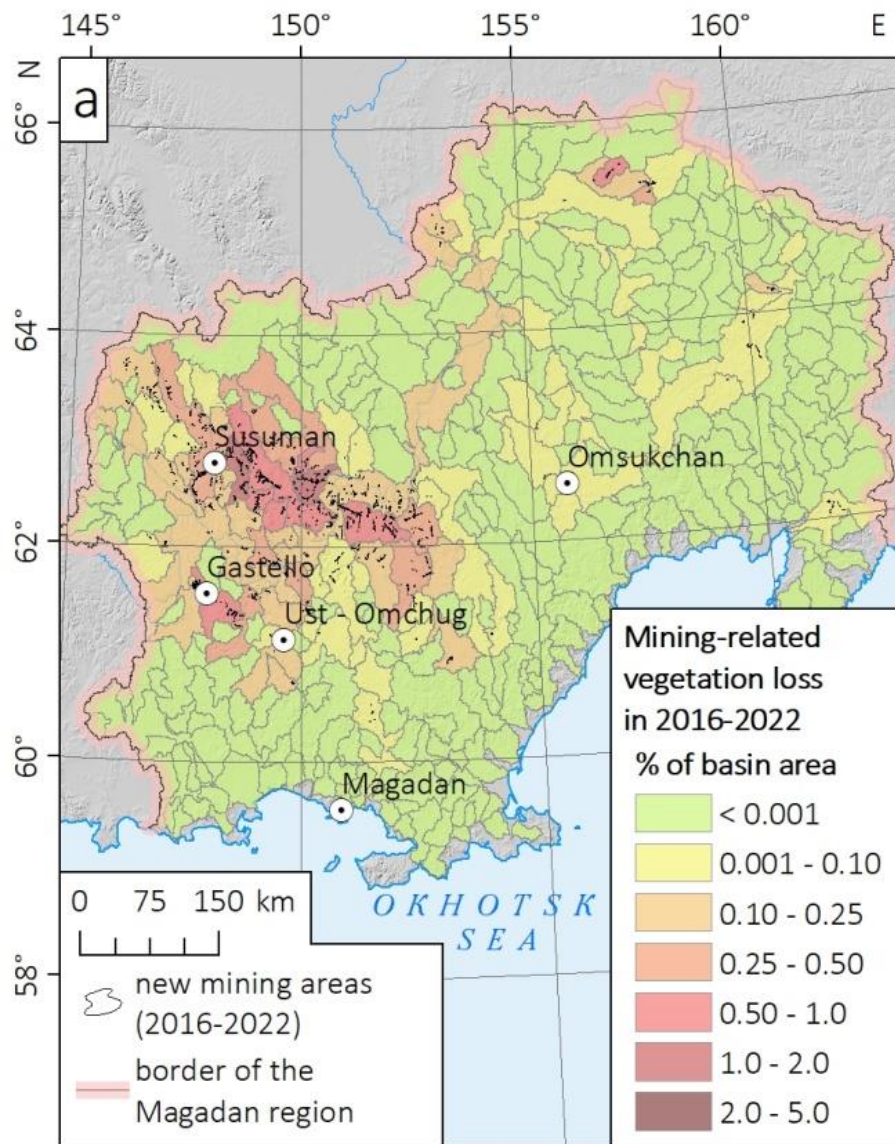 145° 150° 155° 160° E
N
a
66°
64°
62°
60°
58°
Susuman
Omsukchan
Gastello
Ust - Omchug
Magadan
OKHOTSK
SEA
0 75 150 km
new mining areas
(2016-2022)
border of the
Magadan region
Mining-related
vegetation loss
in 2016-2022
% of basin area
< 0.001
0.001 - 0.10
0.10 - 0.25
0.25 - 0.50
0.50 - 1.0
1.0 - 2.0
2.0 - 5.0